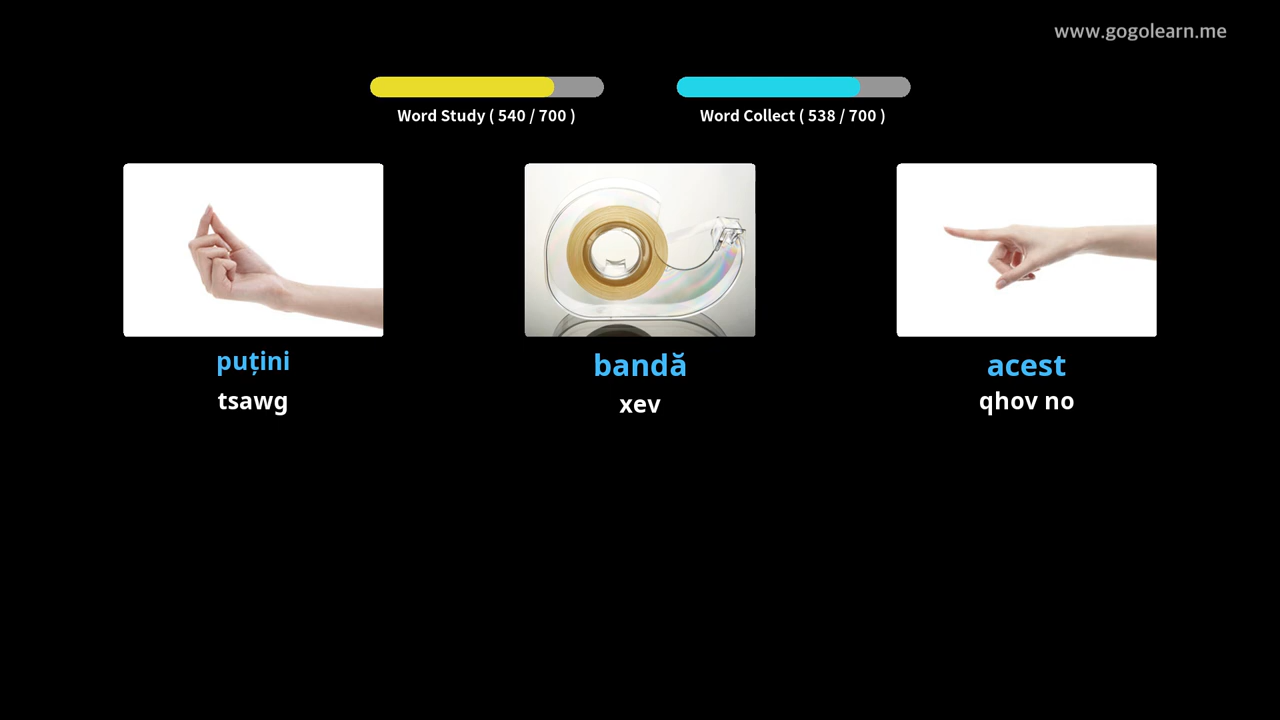 www.gogolearn.me
Word Study ( 540 / 700 )
Word Collect ( 538 / 700 )
puțini
tsawg
bandă
xev
acest
qhov no